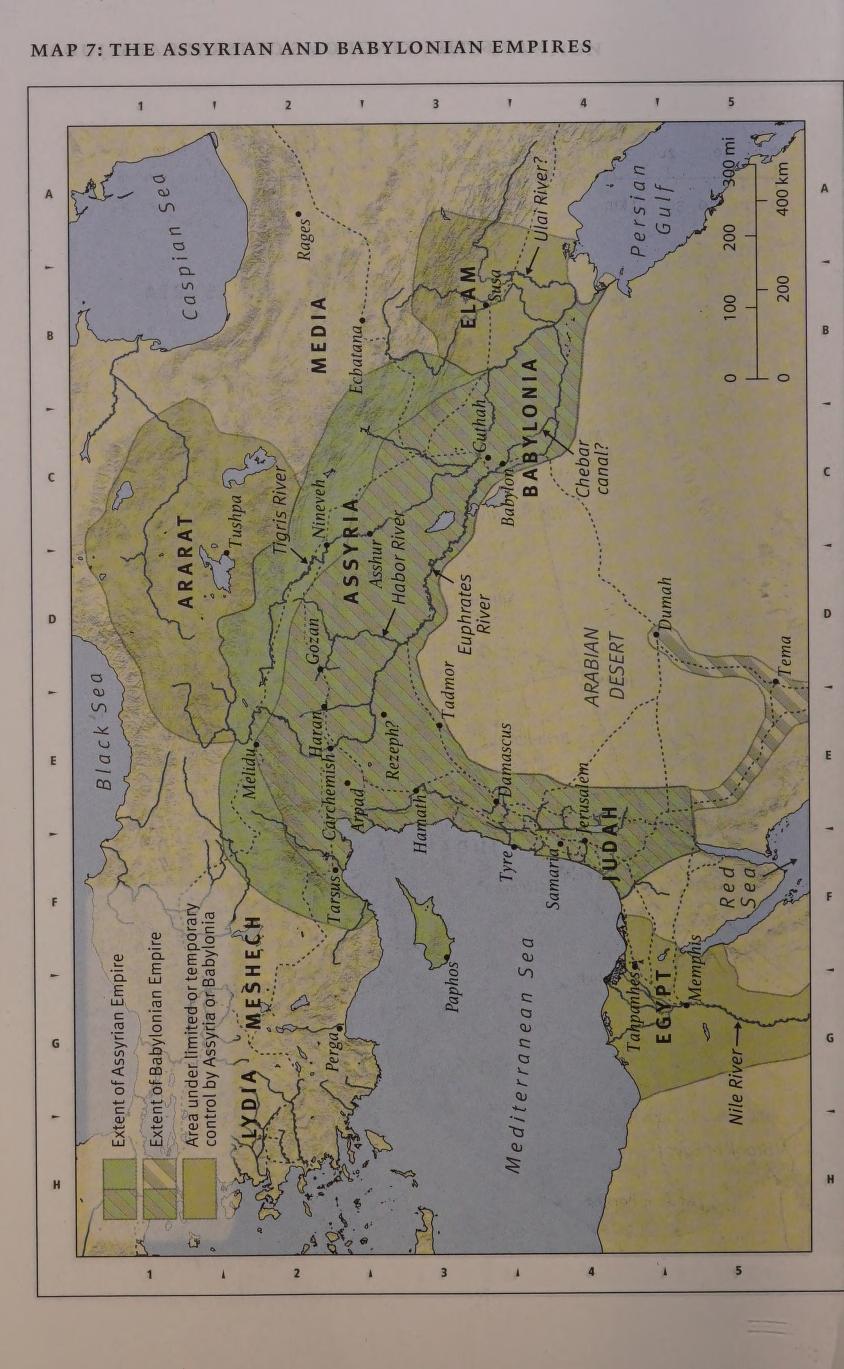 MAP 7: THE ASSYRIAN AND BABYLONIAN EMPIRES
1 2 3 4 5
A
B
C
D
E
F
G
H
A
B
C
D
E
F
G
H
1 2 3 4 5
Extent of Assyrian Empire
Extent of Babylonian Empire
Area under limited or temporary
control by Assyria or Babylonia
LYDIA
MESHECH
Perga
Black Sea
Caspian Sea
ARARAT
Tushpa
MEDIA
Rages
Ecbatana
Melidu
Tarsus
Carchemish
Haran
Gozan
Tigris River
Nineveh
ASSYRIA
Asshur
Habor River
Arpad
Rezeph?
Hamath
Tadmor
Euphrates
River
Paphos
Mediterranean Sea
Tyre
Damascus
Samaria
Jerusalem
JUDAH
ARABIAN
DESERT
Cuthah
Babylon
BABYLONIA
Chebar
canal?
ELAM
Susa
Ulai River?
Persian
Gulf
Dumah
Tema
Red
Sea
Tahpanhes
EGYPT
Memphis
Nile River
0 100 200 300 mi
0 200 400 km